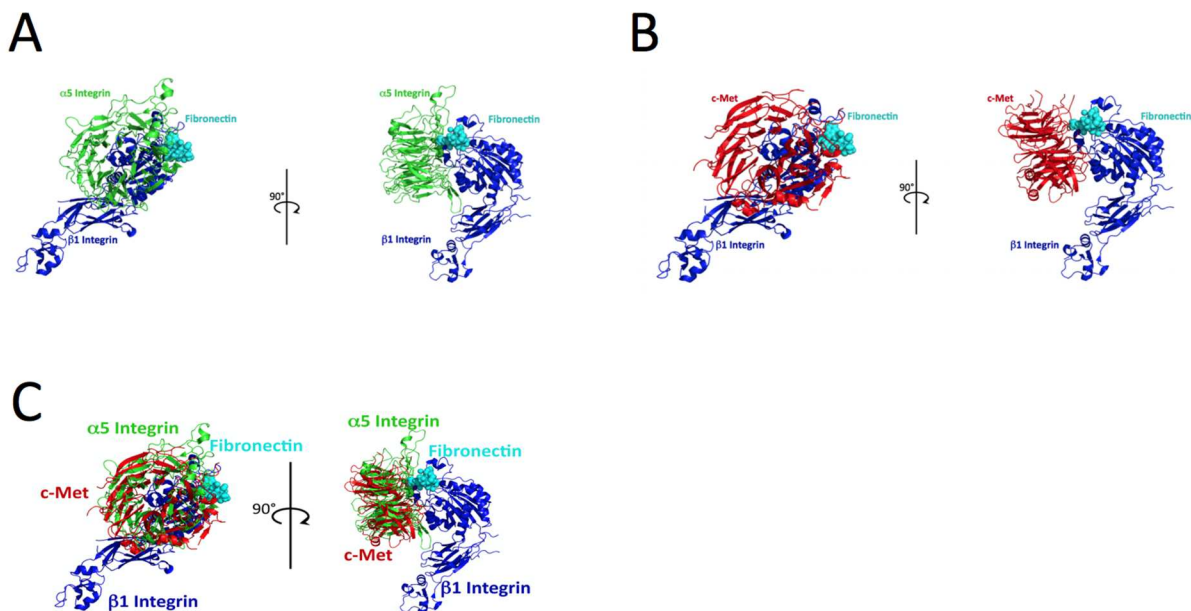 A
B
α5 Integrin
Fibronectin
90°
β1 Integrin
α5 Integrin
Fibronectin
β1 Integrin
c-Met
Fibronectin
90°
β1 Integrin
c-Met
Fibronectin
β1 Integrin
C
α5 Integrin
Fibronectin
c-Met
90°
β1 Integrin
α5 Integrin
Fibronectin
c-Met
β1 Integrin